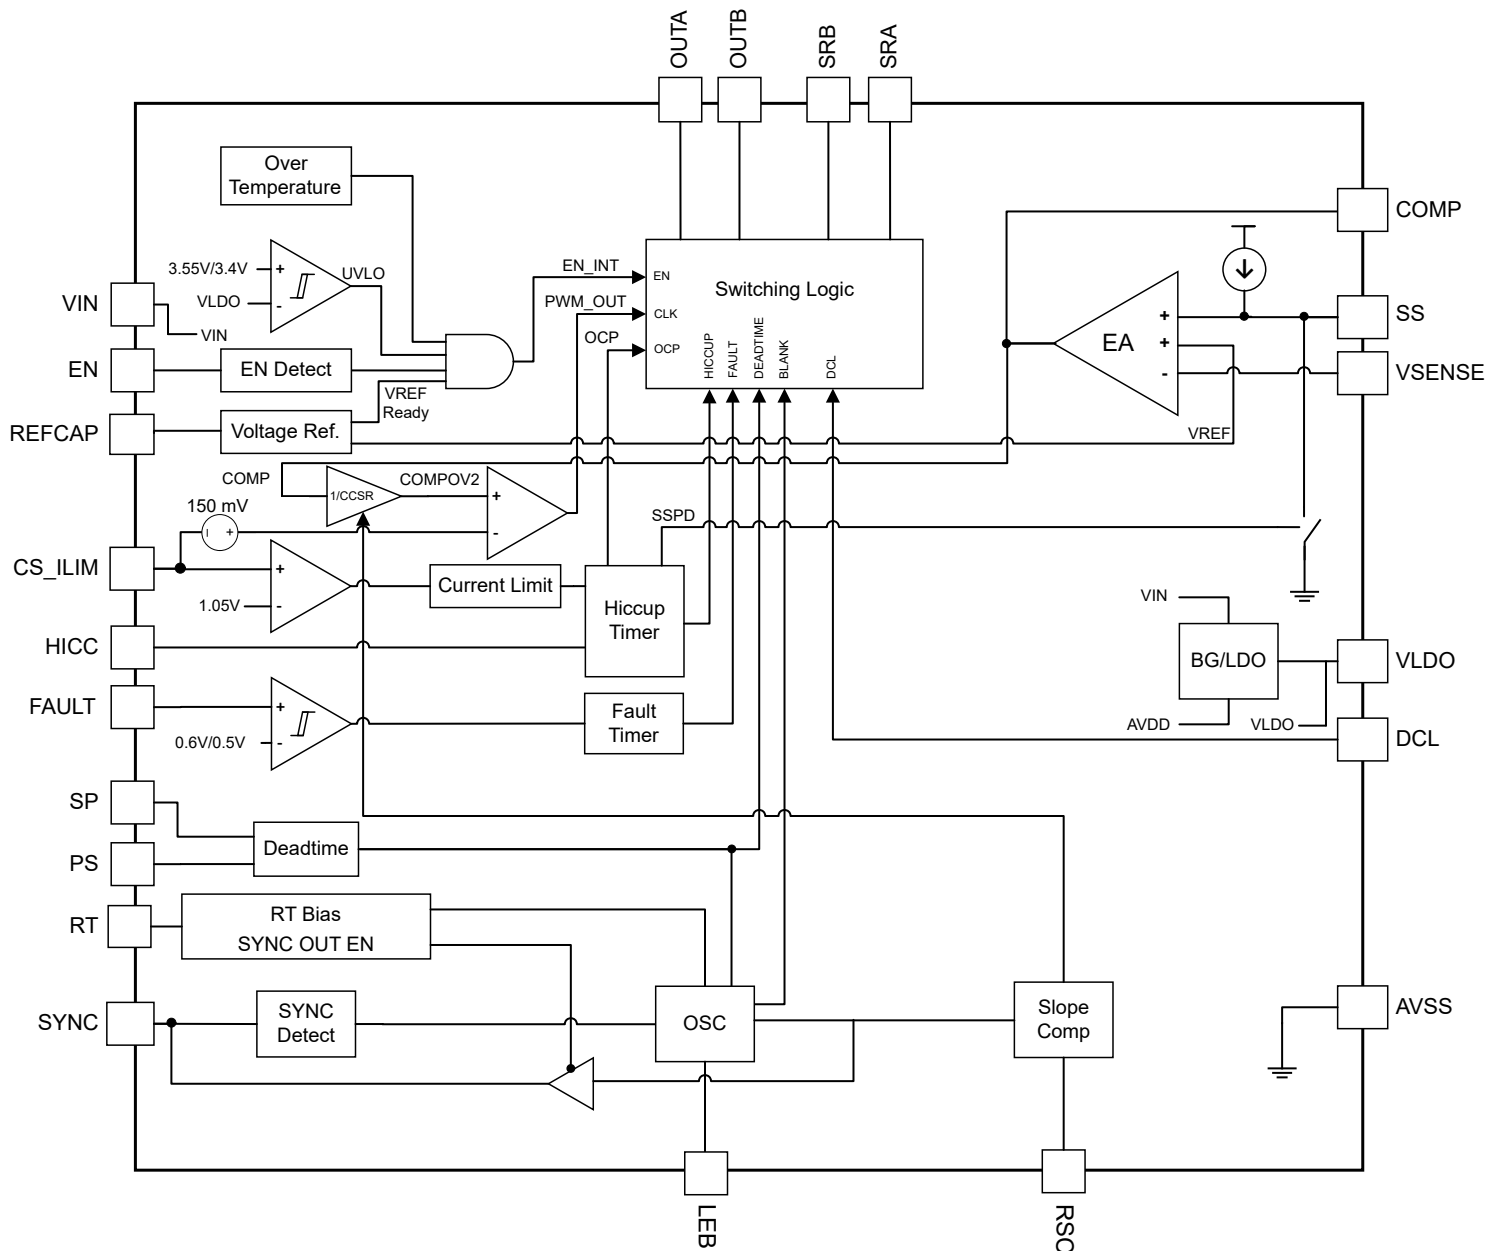 OUTA
OUTB
SRB
SRA
Over
Temperature
COMP
3.55V/3.4V
+
UVLO
EN_INT
EN
Switching Logic
VIN
VLDO
-
PWM_OUT
CLK
+
SS
VIN
OCP
OCP
HICCUP
FAULT
DEADTIME
BLANK
DCL
EA
+
EN
EN Detect
-
VSENSE
VREF
Ready
REFCAP
Voltage Ref.
VREF
COMP
1/CCSR
COMPOV2
+
150 mV
SSPD
-
+
-
CS_ILIM
+
Current Limit
1.05V
-
Hiccup
Timer
VIN
HICC
BG/LDO
VLDO
FAULT
+
Fault
Timer
AVDD
VLDO
0.6V/0.5V
-
DCL
SP
Deadtime
PS
RT
RT Bias
SYNC OUT EN
SYNC
SYNC
Detect
OSC
Slope
Comp
AVSS
LEB
RSC